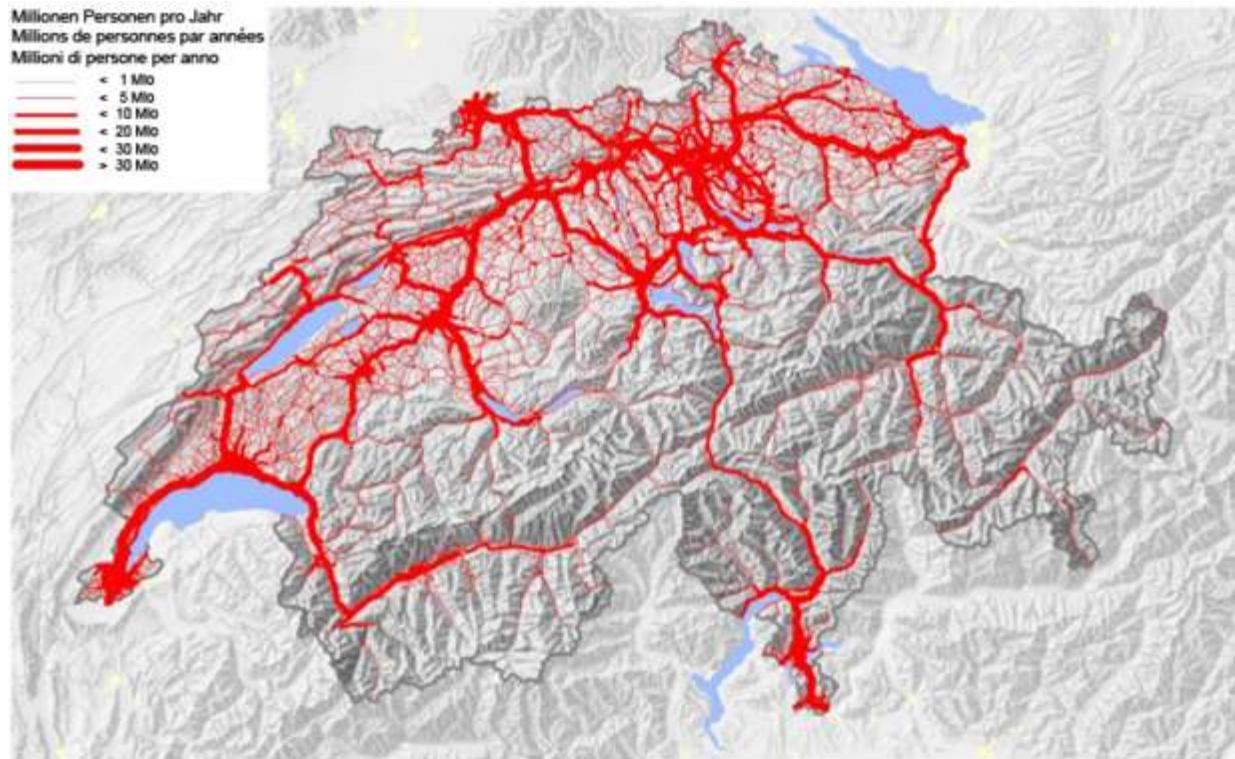 Millionen Personen pro Jahr
Millions de personnes par années
Millioni di persone per anno
< 1 Mio
< 5 Mio
< 10 Mio
< 20 Mio
< 30 Mio
> 30 Mio